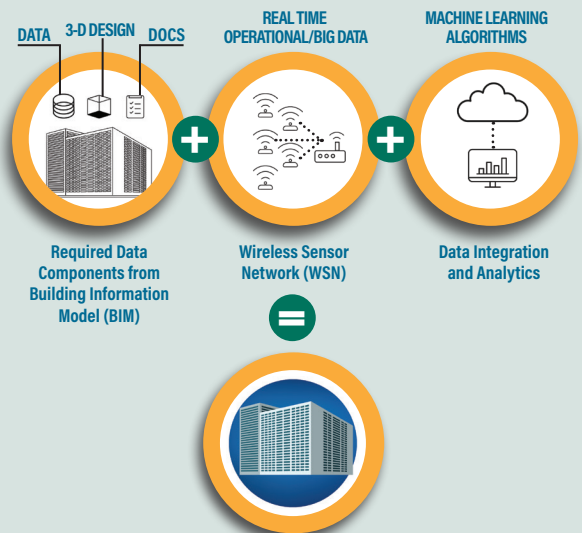 DATA
3-D DESIGN
DOCS
REAL TIME
OPERATIONAL/BIG DATA
MACHINE LEARNING
ALGORITHMS
+
+
Required Data
Components from
Building Information
Model (BIM)
Wireless Sensor
Network (WSN)
Data Integration
and Analytics
=